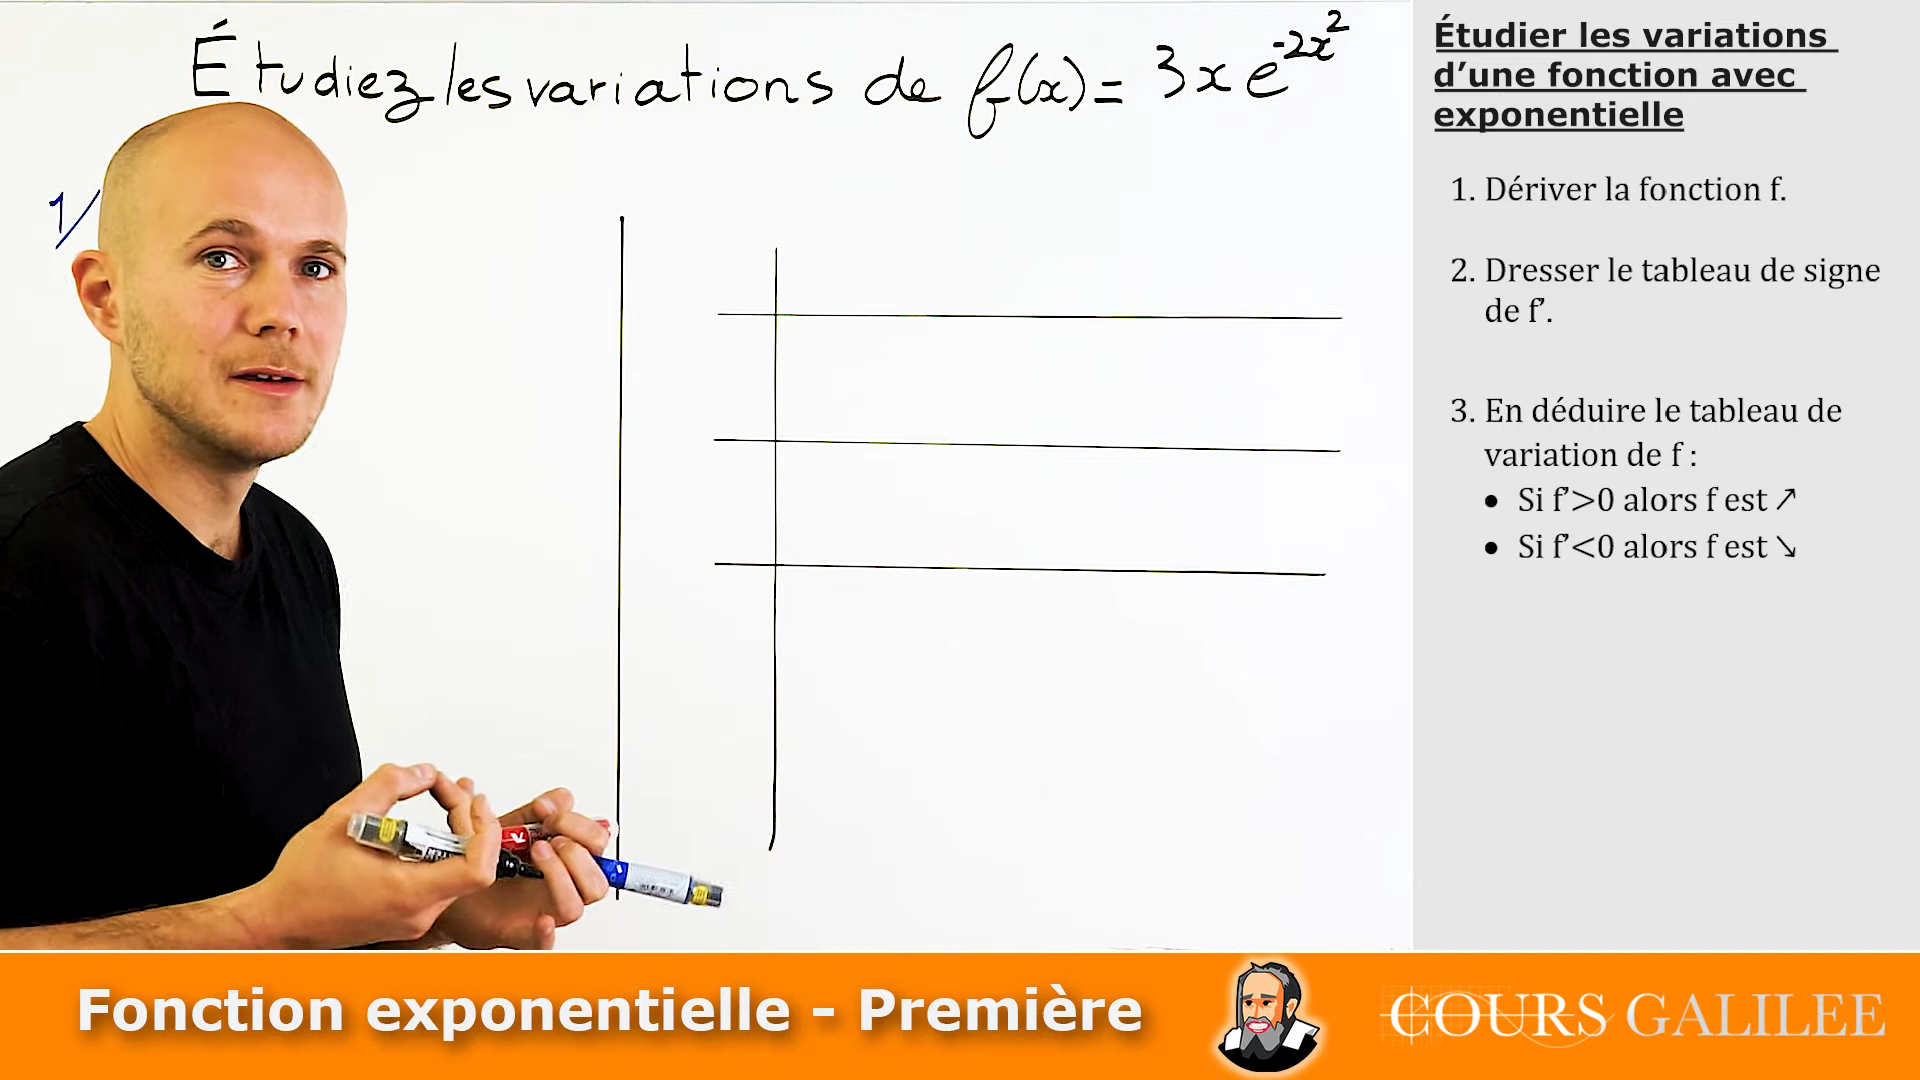 Étudiez les variations de f(x) = 3x e^{-2x^2}
1/
Étudier les variations
d’une fonction avec
exponentielle
1. Dériver la fonction f.
2. Dresser le tableau de signe
de f’.
3. En déduire le tableau de
variation de f :
• Si f’>0 alors f est ↗
• Si f’<0 alors f est ↘
Fonction exponentielle - Première
COURS GALILEE